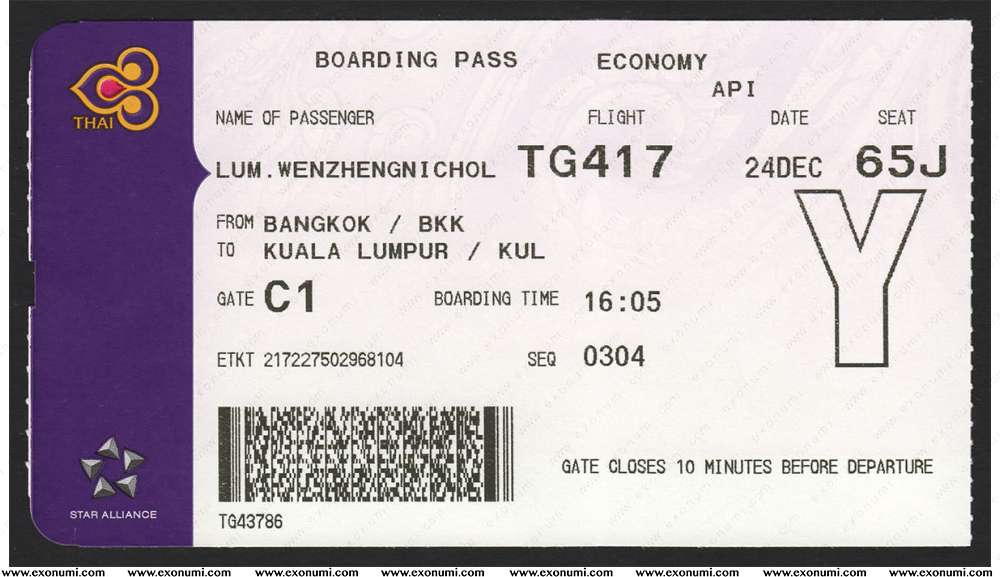 BOARDING PASS ECONOMY
API
THAI
NAME OF PASSENGER FLIGHT DATE SEAT
LUM.WENZHENGNICHOL TG417 24DEC 65J
Y
FROM BANGKOK / BKK
TO KUALA LUMPUR / KUL
GATE C1 BOARDING TIME 16:05
ETKT 217227502968104 SEQ 0304
GATE CLOSES 10 MINUTES BEFORE DEPARTURE
STAR ALLIANCE
TG43786
www.exonumi.com www.exonumi.com www.exonumi.com www.exonumi.com www.exonumi.com www.exonumi.com www.exonumi.com www.exonumi.com